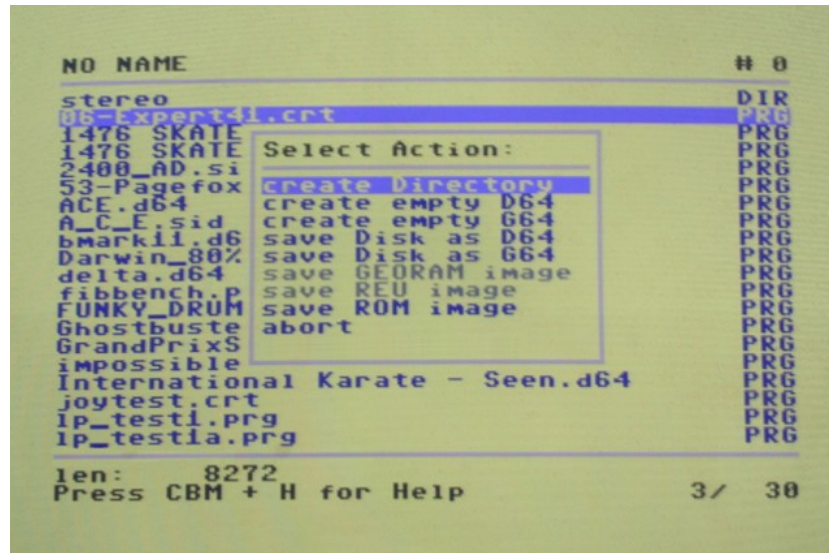 NO NAME # 0
stereo DIR
06-Expert41.crt PRG
1476 SKATE PRG
1476 SKATE PRG
2400_AD.si PRG
53-Pagefox PRG
ACE.d64 PRG
A_C_E.sid PRG
bmark11.d6 PRG
Darwin_80% PRG
delta.d64 PRG
fibbench.p PRG
FUNKY_DRUM PRG
Ghostbuste PRG
GrandPrixS PRG
impossible PRG
International Karate - Seen.d64 PRG
joytest.crt PRG
lp_test1.prg PRG
lp_test1a.prg PRG
Select Action:
create Directory
create empty D64
create empty G64
save Disk as D64
save Disk as G64
save GEORAM image
save REU image
save ROM image
abort
len: 8272
Press CBM + H for Help 3/ 30